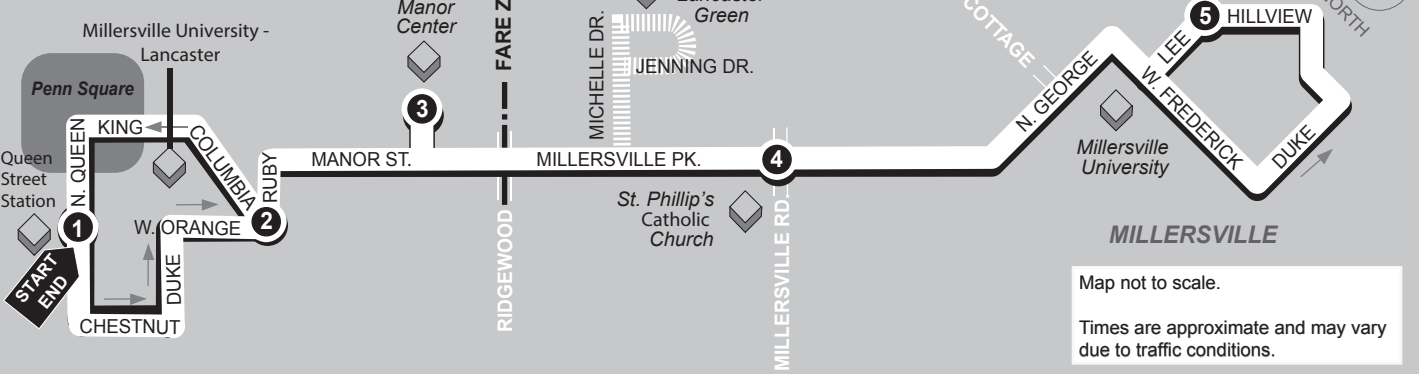 Manor
Center
FARE Z
Green
COTTAGE
5
HILLVIEW
Millersville University -
Lancaster
Penn Square
MICHELLE DR.
JENNING DR.
LEE
3
N. GEORGE
W. FREDERICK
KING
COLUMBIA
N. QUEEN
Queen
Street
Station
RUBY
MANOR ST.
MILLERSVILLE PK.
4
Millersville
University
DUKE
1
W. ORANGE
2
St. Phillip's
Catholic
Church
RIDGEWOOD
MILLERSVILLE RD.
MILLERSVILLE
START
END
DUKE
CHESTNUT
Map not to scale.
Times are approximate and may vary
due to traffic conditions.